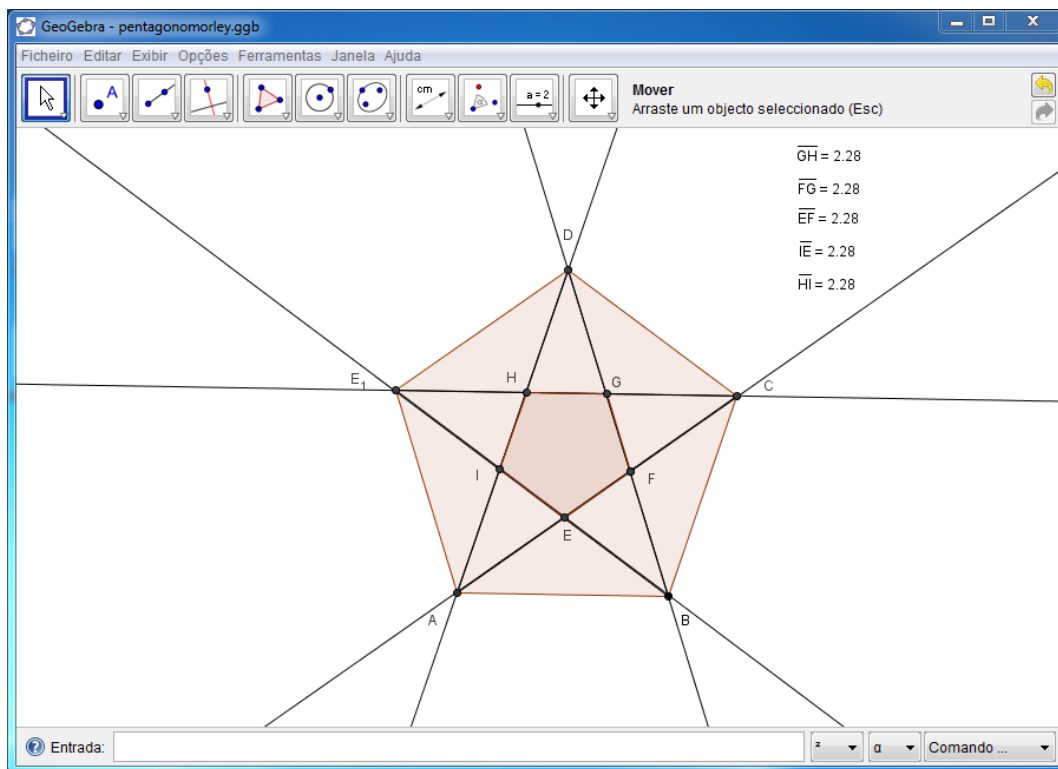 GeoGebra - pentagonomorley.ggb
Ficheiro Editar Exibir Opções Ferramentas Janela Ajuda
A
cm
α
a = 2
Mover
Arraste um objecto seleccionado (Esc)
GH = 2.28
FG = 2.28
EF = 2.28
IE = 2.28
HI = 2.28
D
E₁
H
G
C
I
F
E
A
B
Entrada:
²
α
Comando ...